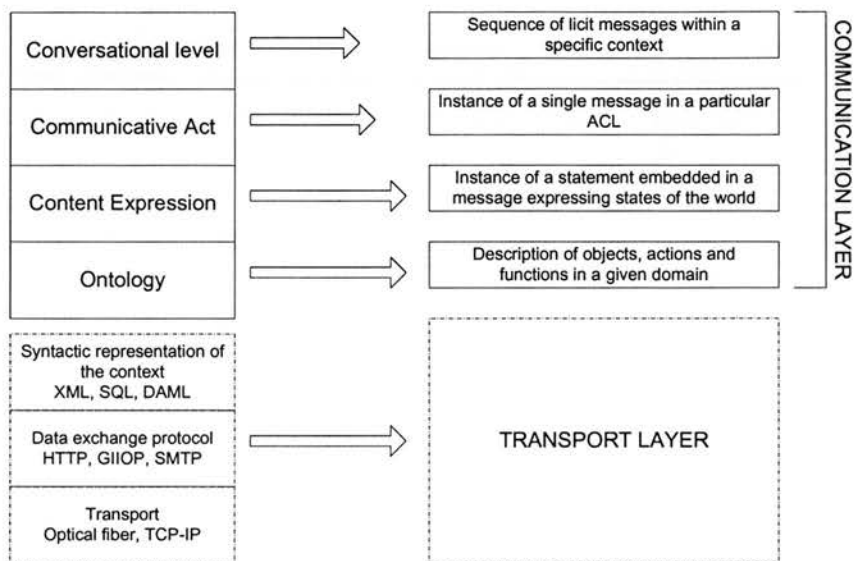 Conversational level
Sequence of licit messages within a
specific context
Communicative Act
Instance of a single message in a particular
ACL
Content Expression
Instance of a statement embedded in a
message expressing states of the world
Ontology
Description of objects, actions and
functions in a given domain
COMMUNICATION LAYER
Syntactic representation of
the context
XML, SQL, DAML
Data exchange protocol
HTTP, GIIOP, SMTP
Transport
Optical fiber, TCP-IP
TRANSPORT LAYER